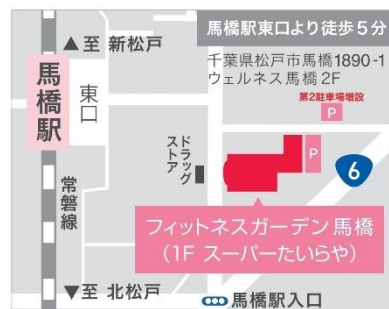 馬橋駅東口より徒歩5分
千葉県松戸市馬橋1890-1
ウェルネス馬橋2F
第2駐車場増設
P
▲至 新松戸
馬橋駅
東口
常磐線
ドラッグ
ストア
P
6
フィットネスガーデン馬橋
(1F スーパーたいらや)
▼至 北松戸
馬橋駅入口